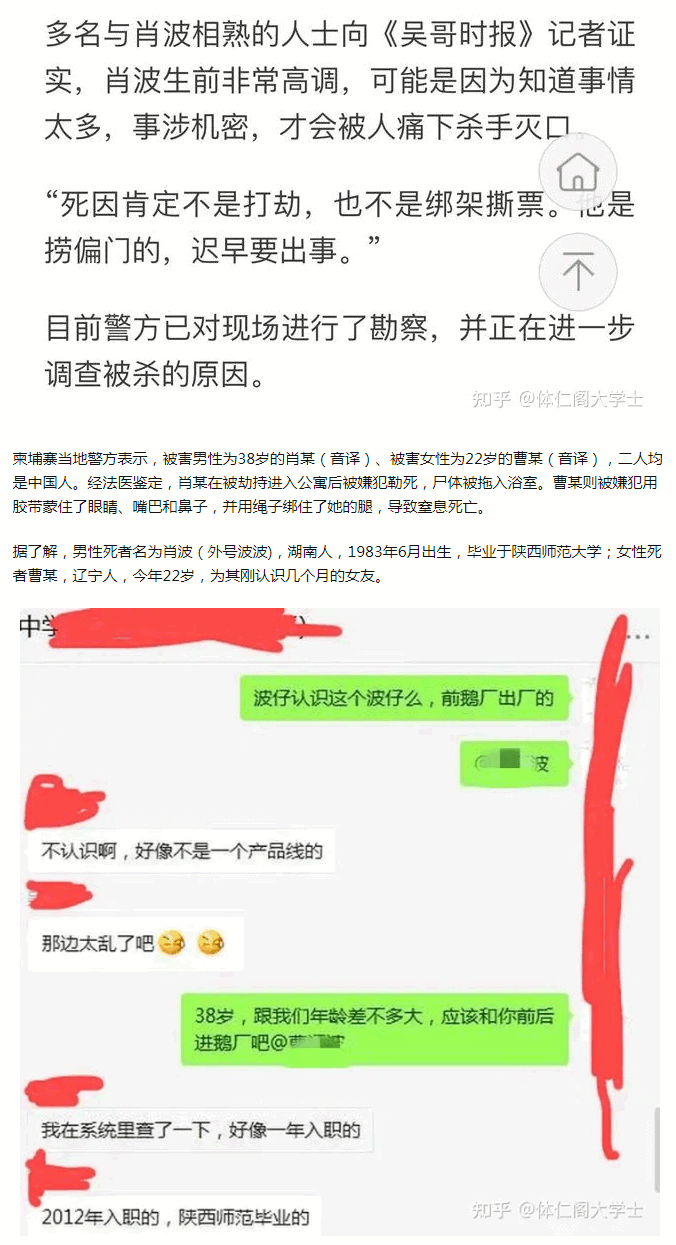 多名与肖波相熟的人士向《吴哥时报》记者证
实，肖波生前非常高调，可能是因为知道事情
太多，事涉机密，才会被人痛下杀手灭口。
“死因肯定不是打劫，也不是绑架撕票。他是
捞偏门的，迟早要出事。”
目前警方已对现场进行了勘察，并正在进一步
调查被杀的原因。
知乎 @体仁阁大学士
柬埔寨当地警方表示，被害男性为38岁的肖某（音译）、被害女性为22岁的曹某（音译），二人均
是中国人。经法医鉴定，肖某在被劫持进入公寓后被嫌犯勒死，尸体被拖入浴室。曹某则被嫌犯用
胶带蒙住了眼睛、嘴巴和鼻子，并用绳子绑住了她的腿，导致窒息死亡。
据了解，男性死者名为肖波（外号波波)，湖南人，1983年6月出生，毕业于陕西师范大学；女性死
者曹某，辽宁人，今年22岁，为其刚认识几个月的女友。
中学
波仔认识这个波仔么，前鹅厂出厂的
波
不认识啊，好像不是一个产品线的
那边太乱了吧
38岁，跟我们年龄差不多大，应该和你前后
进鹅厂吧@
我在系统里查了一下，好像一年入职的
2012年入职的，陕西师范毕业的
知乎 @体仁阁大学士